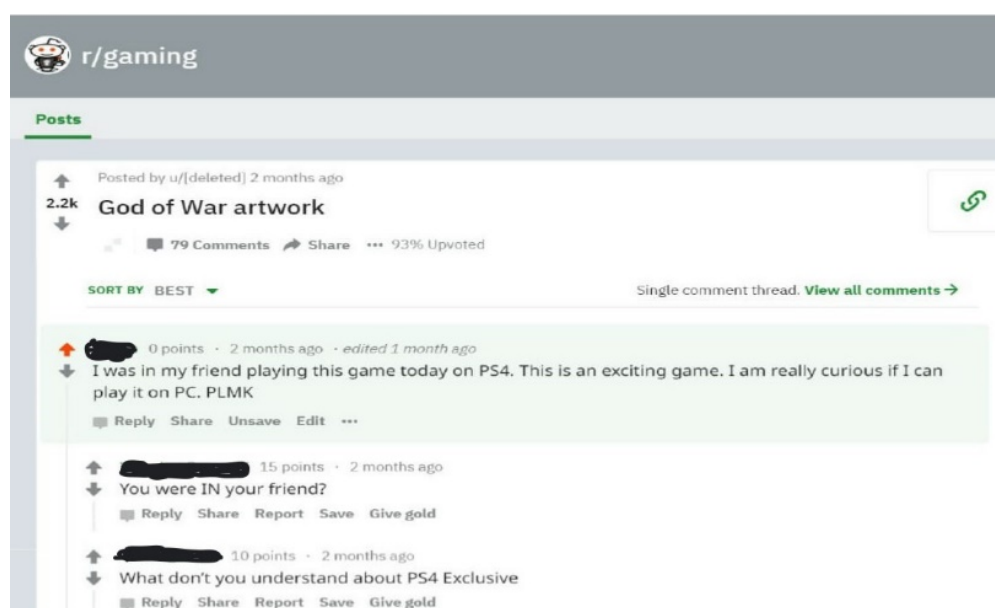 r/gaming
Posts
Posted by u/[deleted] 2 months ago
2.2k
God of War artwork
79 Comments Share ••• 93% Upvoted
SORT BY BEST
Single comment thread. View all comments →
0 points · 2 months ago · edited 1 month ago
I was in my friend playing this game today on PS4. This is an exciting game. I am really curious if I can
play it on PC. PLMK
Reply Share Unsave Edit •••
15 points · 2 months ago
You were IN your friend?
Reply Share Report Save Give gold
10 points · 2 months ago
What don't you understand about PS4 Exclusive
Reply Share Report Save Give gold